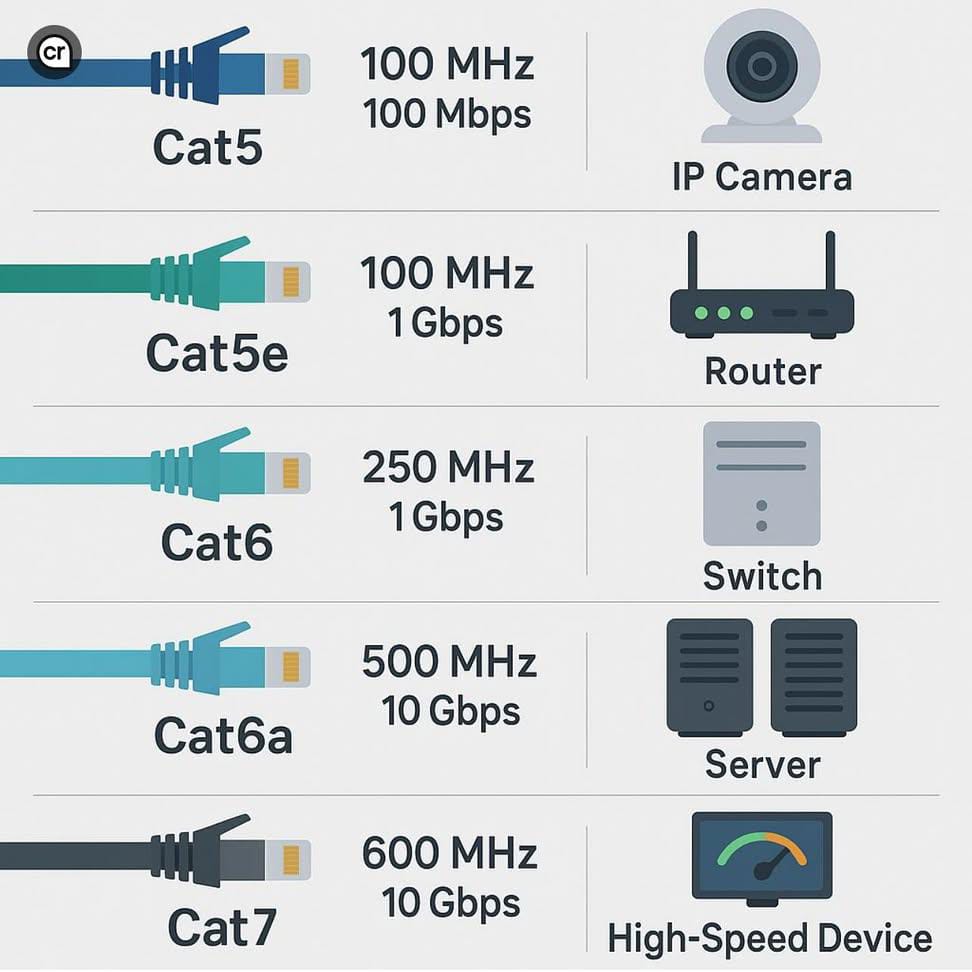 cr
100 MHz
100 Mbps
Cat5
IP Camera
100 MHz
1 Gbps
Cat5e
Router
250 MHz
1 Gbps
Cat6
Switch
500 MHz
10 Gbps
Cat6a
Server
600 MHz
10 Gbps
Cat7
High-Speed Device